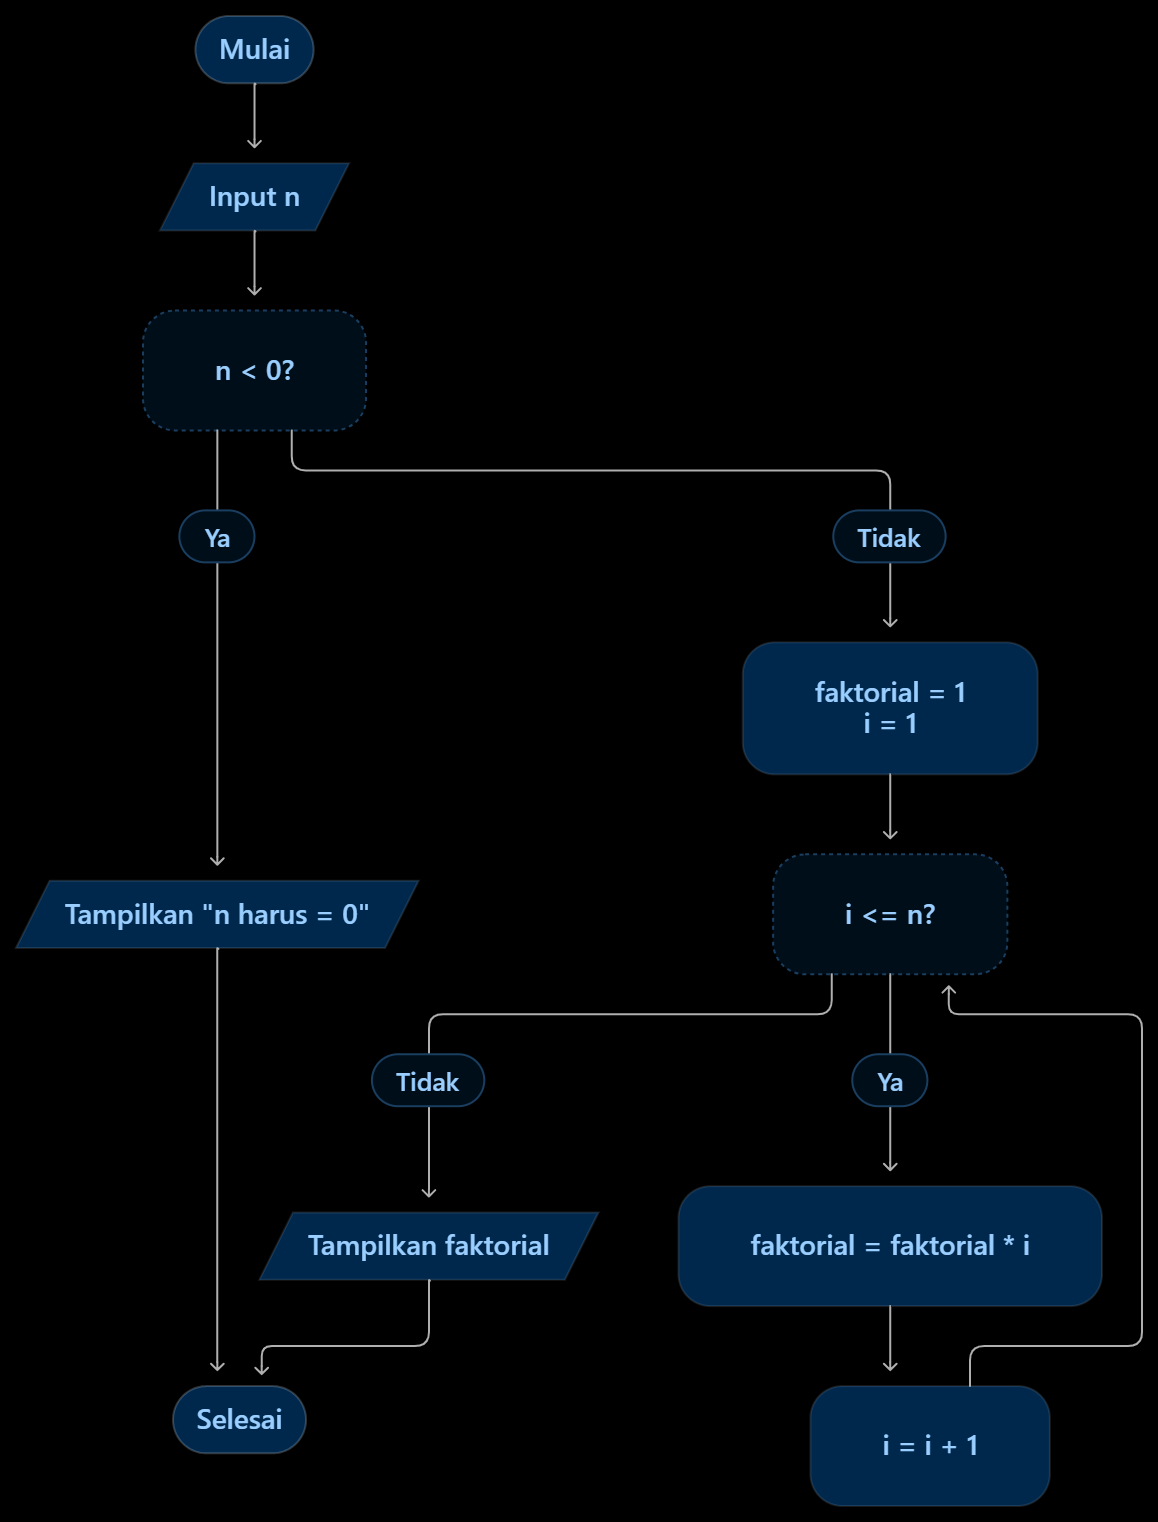 Mulai
Input n
n < 0?
Ya
Tidak
faktorial = 1
i = 1
Tampilkan "n harus = 0"
i <= n?
Tidak
Ya
Tampilkan faktorial
faktorial = faktorial * i
Selesai
i = i + 1